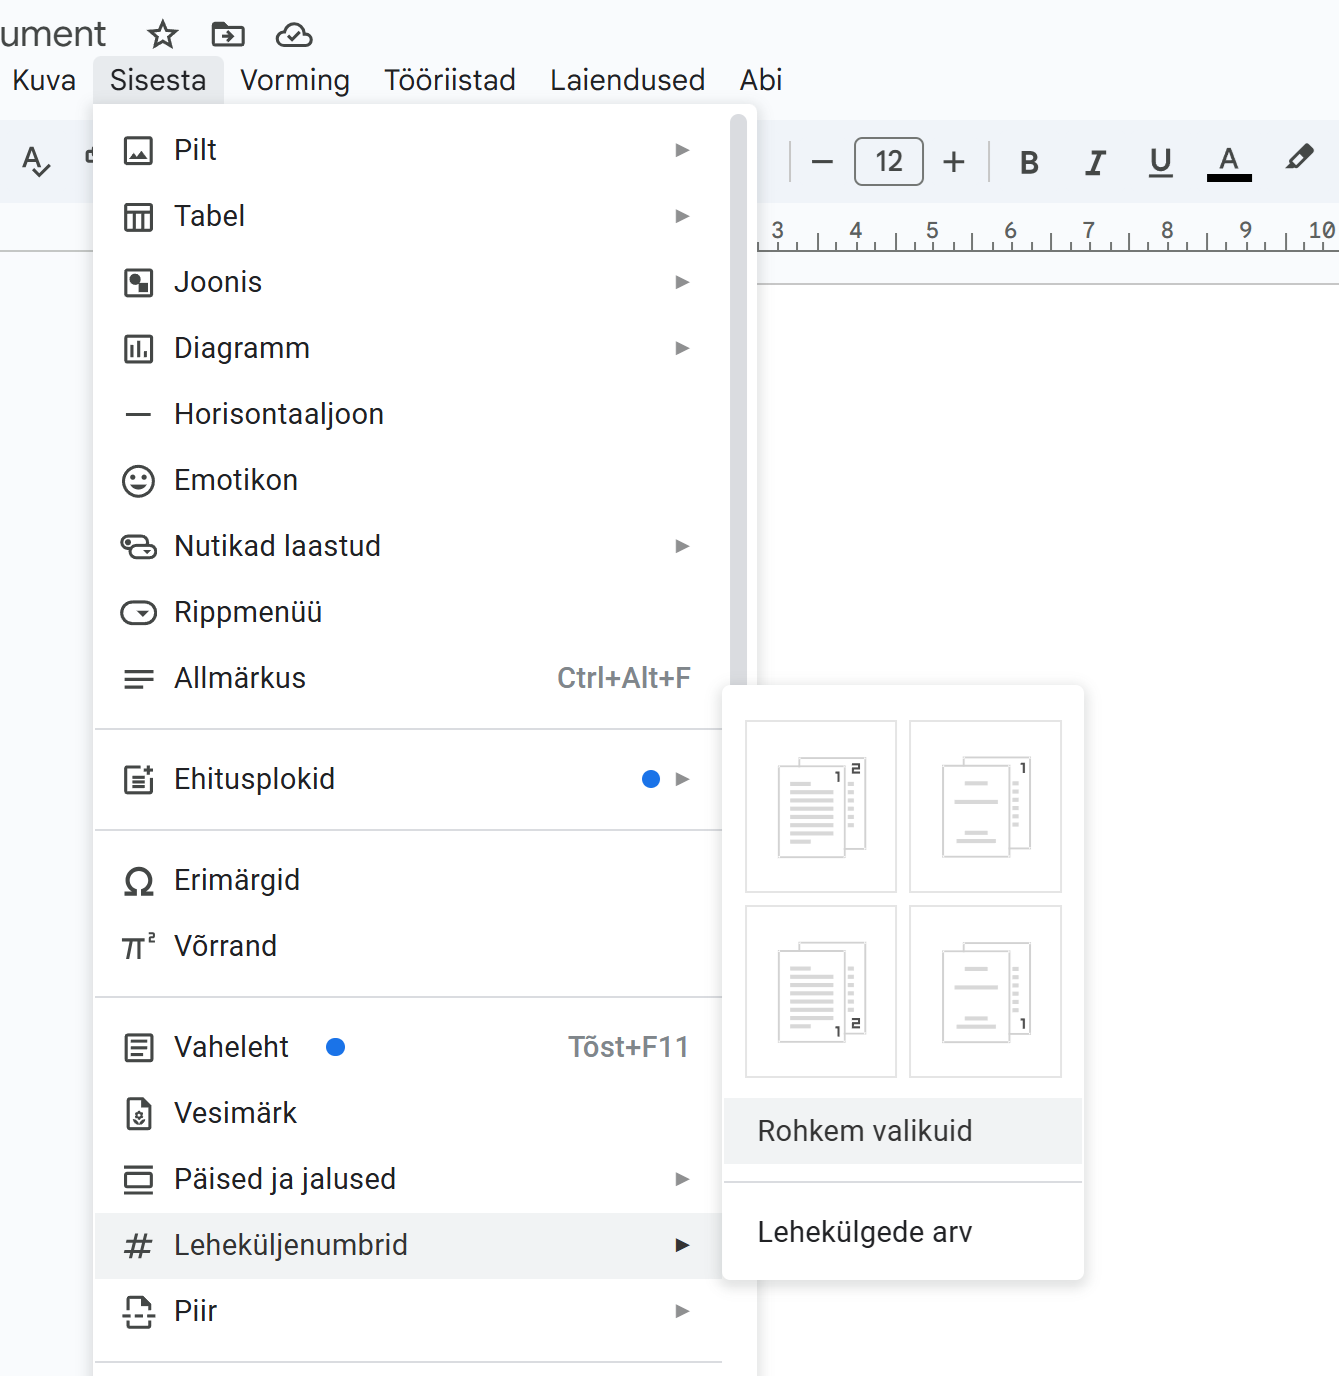 ument
Kuva Sisesta Vorming Tööriistad Laiendused Abi
12
3 4 5 6 7 8 9 10
Pilt
Tabel
Joonis
Diagramm
Horisontaaljoon
Emotikon
Nutikad laastud
Rippmenüü
Allmärkus Ctrl+Alt+F
Ehitusplokid
Erimärgid
Võrrand
Vaheleht Tõst+F11
Vesimärk
Päised ja jalused
Leheküljenumbrid
Piir
1 2
1
1 2
1
Rohkem valikuid
Lehekülgede arv